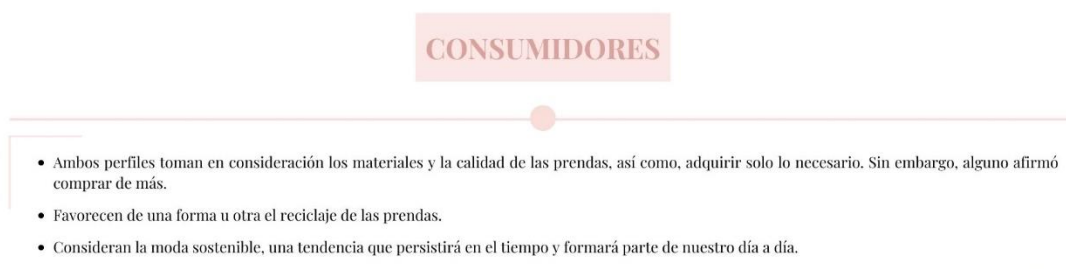 CONSUMIDORES
• Ambos perfiles toman en consideración los materiales y la calidad de las prendas, así como, adquirir solo lo necesario. Sin embargo, alguno afirmó
comprar de más.
• Favorecen de una forma u otra el reciclaje de las prendas.
• Consideran la moda sostenible, una tendencia que persistirá en el tiempo y formará parte de nuestro día a día.